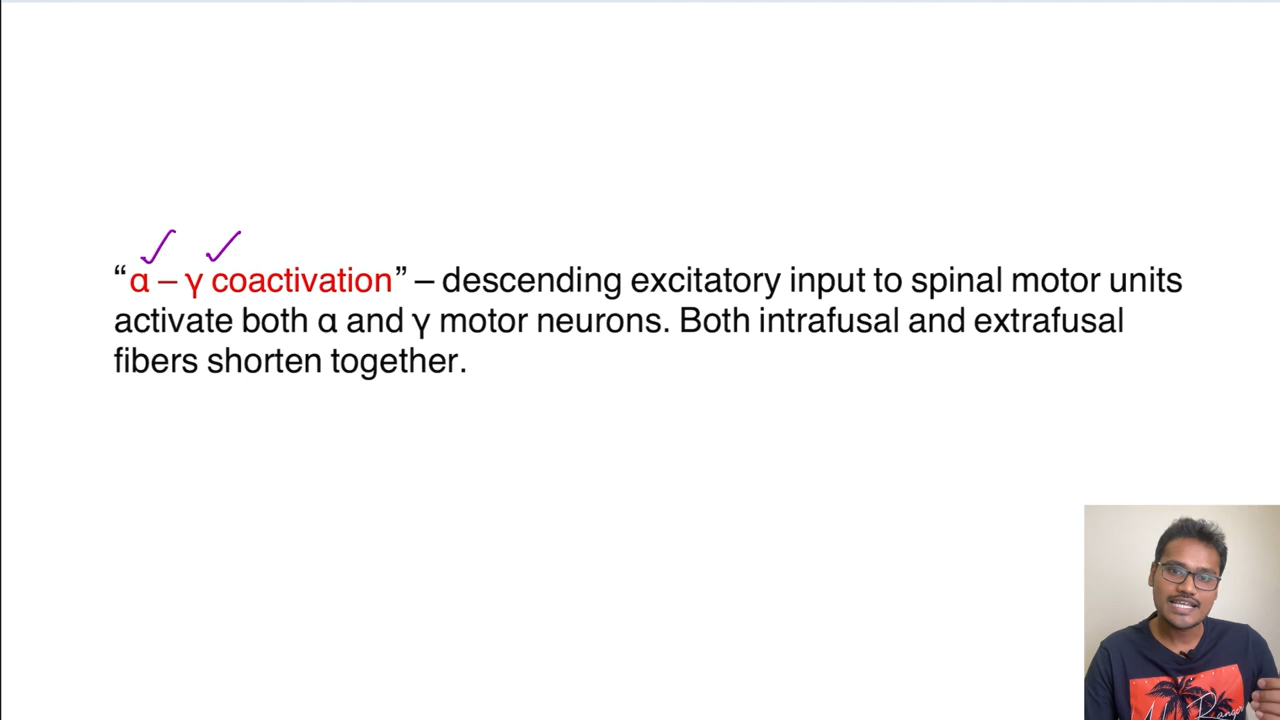 “α – γ coactivation” – descending excitatory input to spinal motor units
activate both α and γ motor neurons. Both intrafusal and extrafusal
fibers shorten together.
Ranger